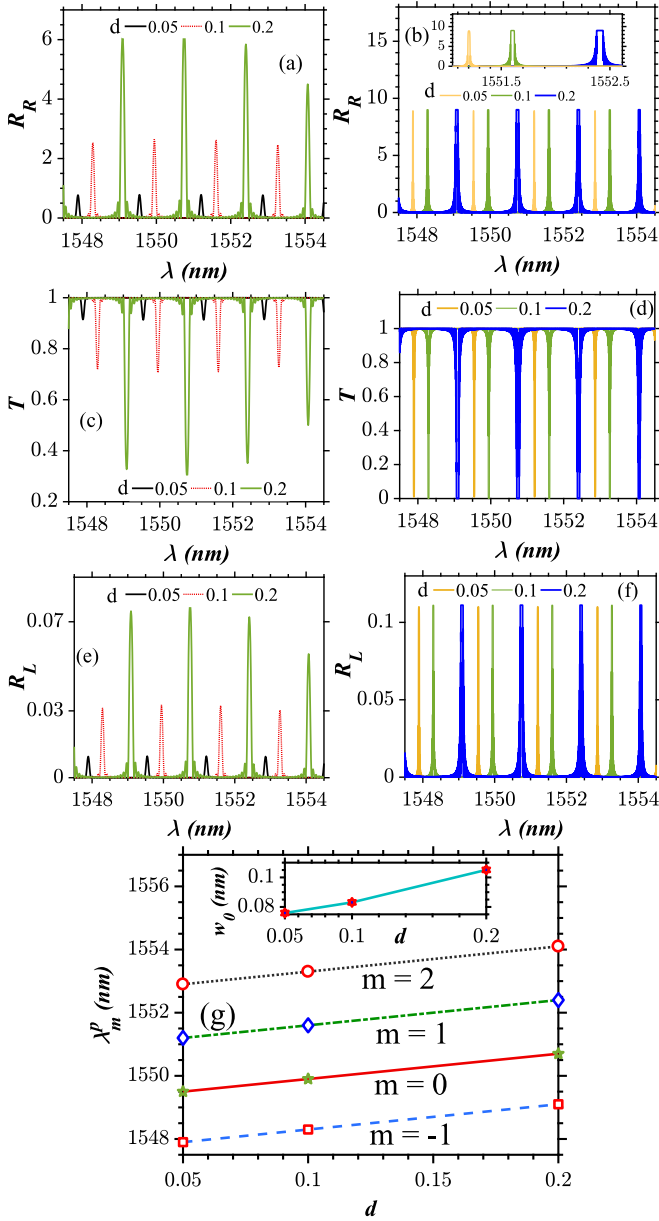 d 0.05 0.1 0.2
(a)
R_R
6
4
2
0
1548 1550 1552 1554
λ (nm)
(b)
10
5
0
1551.5 1552.5
d 0.05 0.1 0.2
R_R
15
10
5
0
1548 1550 1552 1554
λ (nm)
1
0.8
0.6
0.4
0.2
T
(c)
d 0.05 0.1 0.2
1548 1550 1552 1554
λ (nm)
d 0.05 0.1 0.2
(d)
1
0.8
0.6
0.4
0.2
0
T
1548 1550 1552 1554
λ (nm)
d 0.05 0.1 0.2
(e)
R_L
0.07
0.03
0
1548 1550 1552 1554
λ (nm)
d 0.05 0.1 0.2
(f)
R_L
0.1
0.05
0
1548 1550 1552 1554
λ (nm)
w_0 (nm)
0.1
0.08
0.05 0.1 0.2
d
λ_m^p (nm)
1556
1554
1552
1550
1548
(g)
m = 2
m = 1
m = 0
m = -1
0.05 0.1 0.15 0.2
d